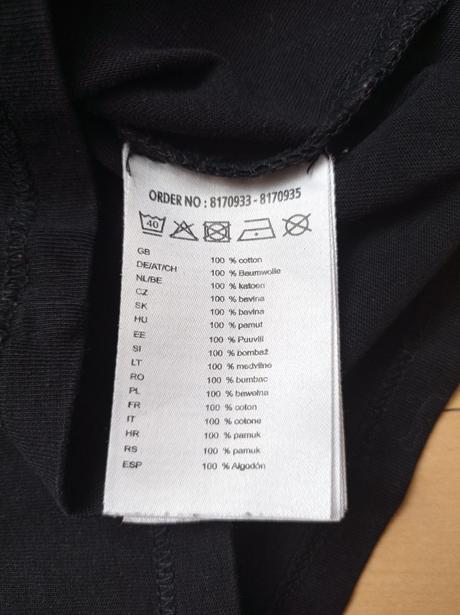 ORDER NO : 8170933 - 8170935
40
GB 100 % cotton
DE/AT/CH 100 % Baumwolle
NL/BE 100 % katoen
CZ 100 % bavlna
SK 100 % bavlna
HU 100 % pamut
EE 100 % Puuvill
SI 100 % bombaž
LT 100 % medvilnė
RO 100 % bumbac
PL 100 % bawełna
FR 100 % coton
IT 100 % cotone
HR 100 % pamuk
RS 100 % pamuk
ESP 100 % Algodón